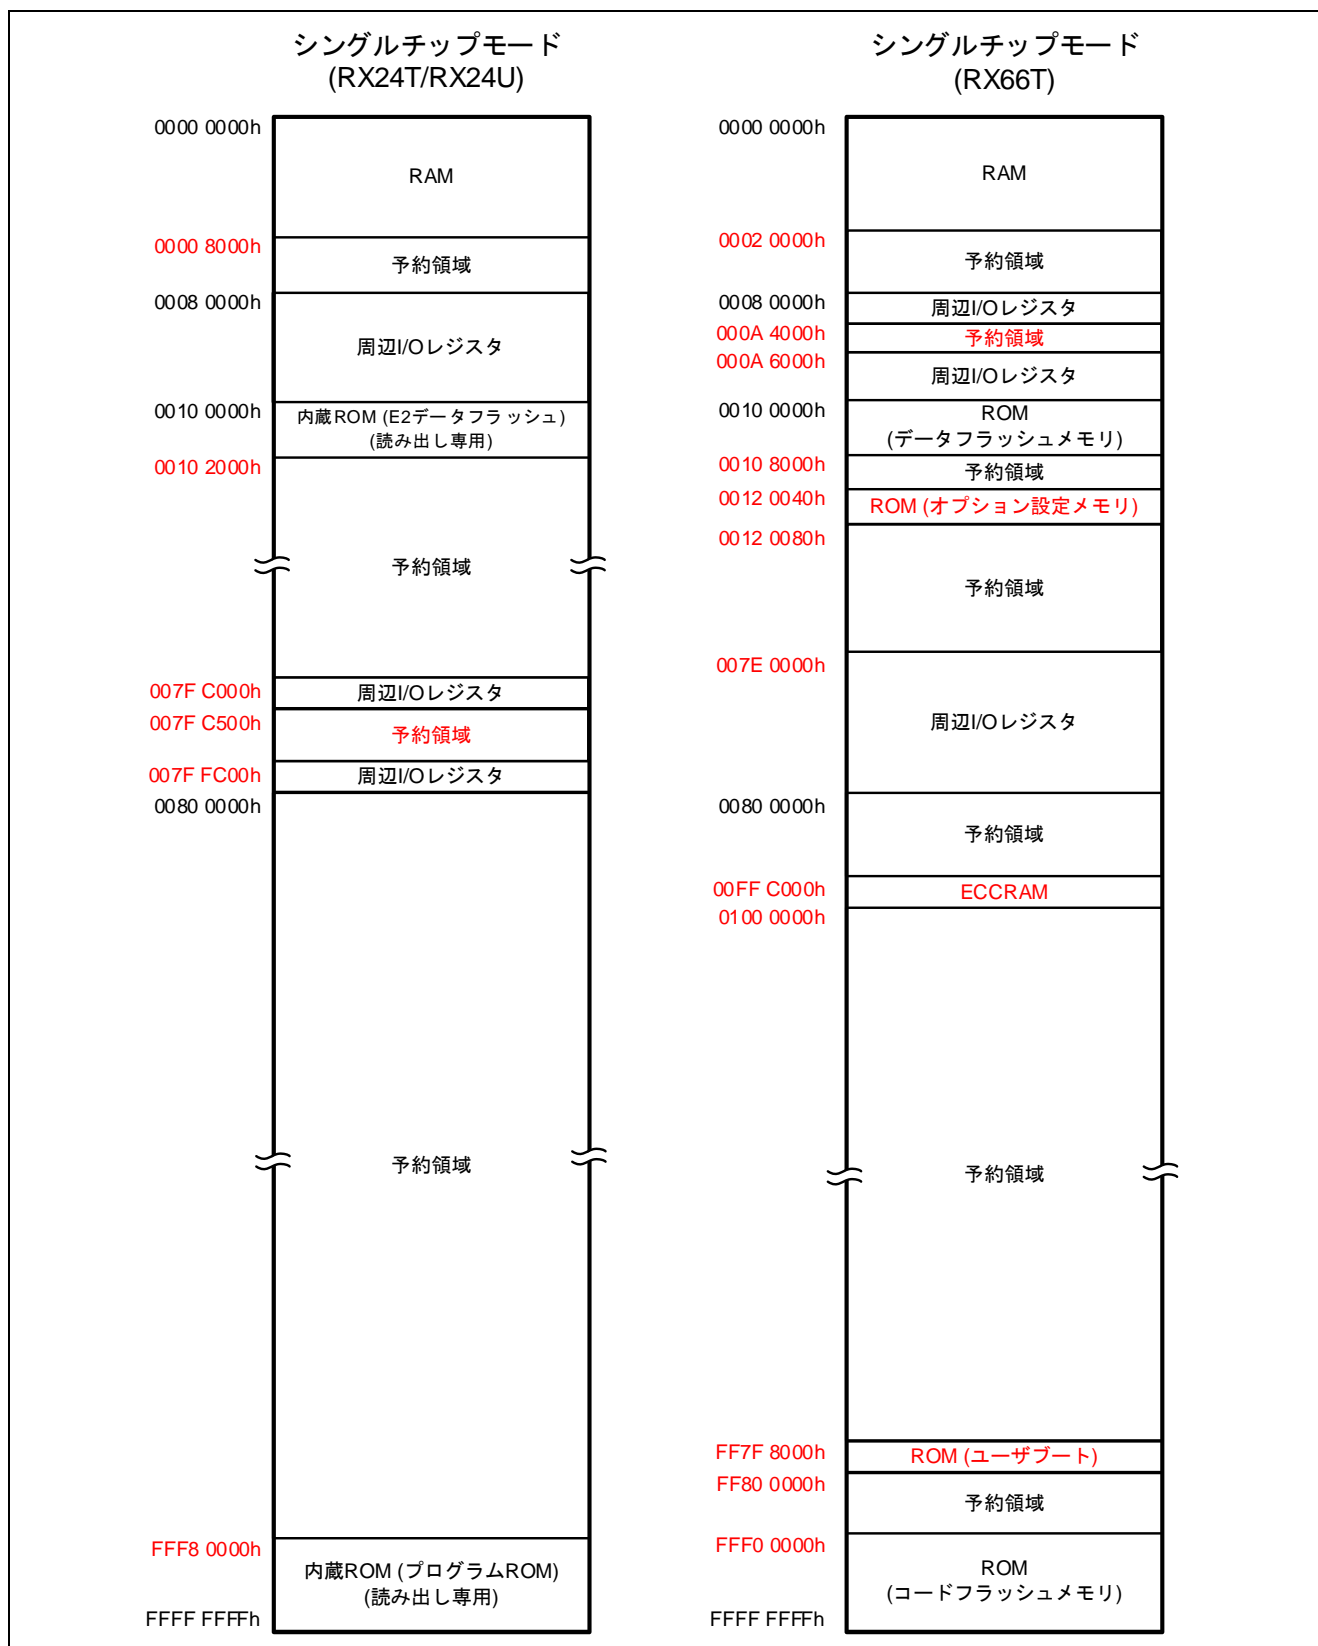 シングルチップモード
(RX24T/RX24U)
0000 0000h
RAM
0000 8000h
予約領域
0008 0000h
周辺I/Oレジスタ
0010 0000h
内蔵ROM (E2データフラッシュ)
(読み出し専用)
0010 2000h
予約領域
007F C000h
周辺I/Oレジスタ
007F C500h
予約領域
007F FC00h
周辺I/Oレジスタ
0080 0000h
予約領域
FFF8 0000h
内蔵ROM (プログラムROM)
(読み出し専用)
FFFF FFFFh
シングルチップモード
(RX66T)
0000 0000h
RAM
0002 0000h
予約領域
0008 0000h
周辺I/Oレジスタ
000A 4000h
予約領域
000A 6000h
周辺I/Oレジスタ
0010 0000h
ROM
(データフラッシュメモリ)
0010 8000h
予約領域
0012 0040h
ROM (オプション設定メモリ)
0012 0080h
予約領域
007E 0000h
周辺I/Oレジスタ
0080 0000h
予約領域
00FF C000h
ECCRAM
0100 0000h
予約領域
FF7F 8000h
ROM (ユーザブート)
FF80 0000h
予約領域
FFF0 0000h
ROM
(コードフラッシュメモリ)
FFFF FFFFh